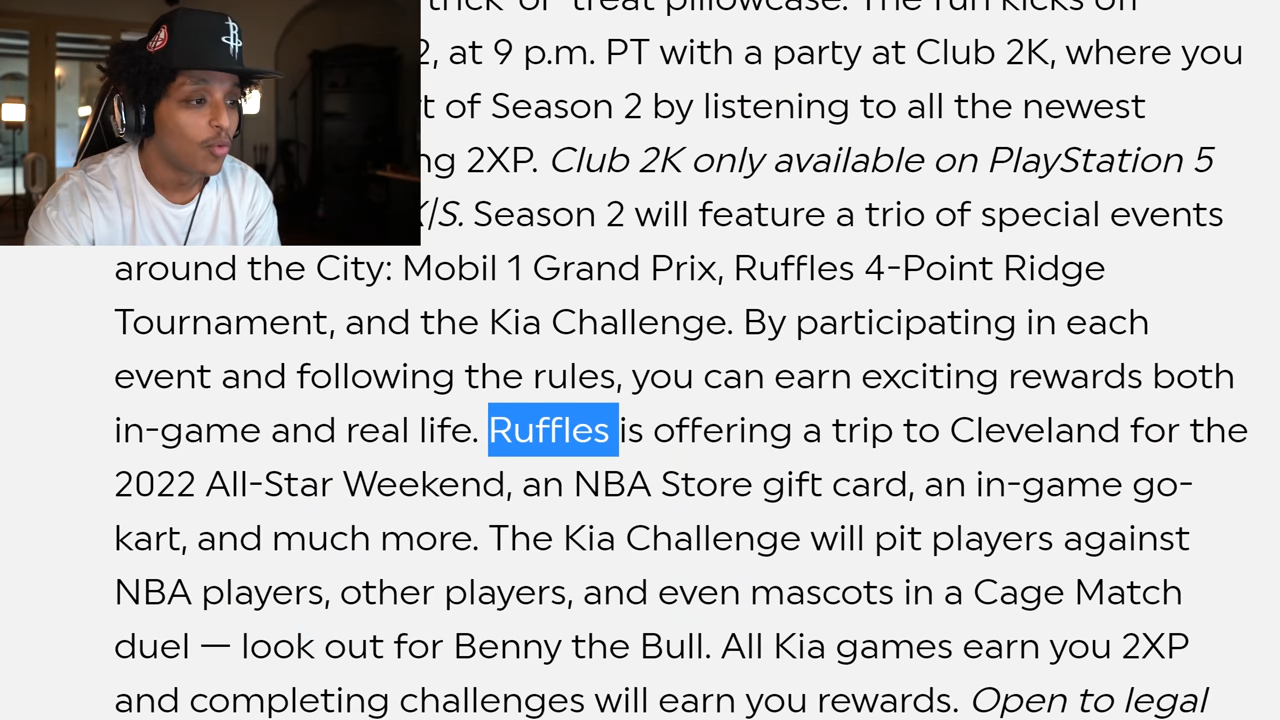 trick-or-treat pillowcase. The fun kicks off
2, at 9 p.m. PT with a party at Club 2K, where you
t of Season 2 by listening to all the newest
ng 2XP. Club 2K only available on PlayStation 5
X|S. Season 2 will feature a trio of special events
around the City: Mobil 1 Grand Prix, Ruffles 4-Point Ridge
Tournament, and the Kia Challenge. By participating in each
event and following the rules, you can earn exciting rewards both
in-game and real life. Ruffles is offering a trip to Cleveland for the
2022 All-Star Weekend, an NBA Store gift card, an in-game go-
kart, and much more. The Kia Challenge will pit players against
NBA players, other players, and even mascots in a Cage Match
duel — look out for Benny the Bull. All Kia games earn you 2XP
and completing challenges will earn you rewards. Open to legal